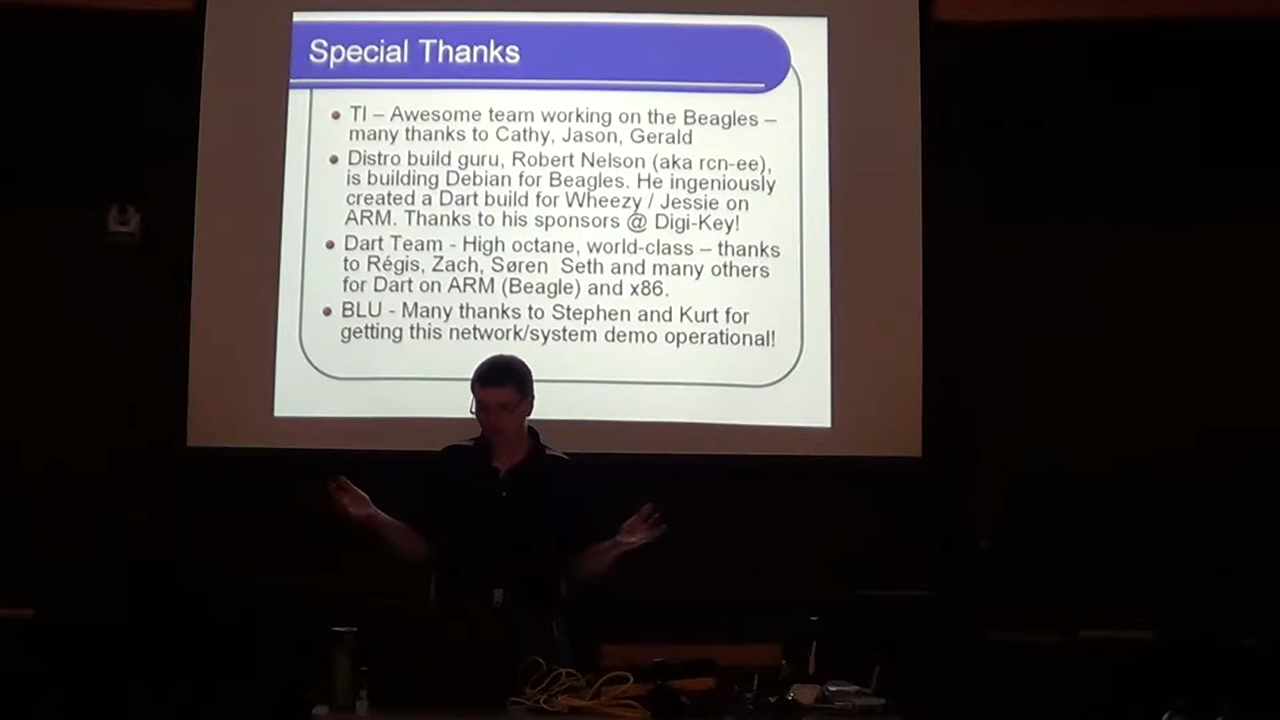 Special Thanks
TI – Awesome team working on the Beagles –
many thanks to Cathy, Jason, Gerald
Distro build guru, Robert Nelson (aka rcn-ee),
is building Debian for Beagles. He ingeniously
created a Dart build for Wheezy / Jessie on
ARM. Thanks to his sponsors @ Digi-Key!
Dart Team - High octane, world-class – thanks
to Régis, Zach, Søren  Seth and many others
for Dart on ARM (Beagle) and x86.
BLU - Many thanks to Stephen and Kurt for
getting this network/system demo operational!